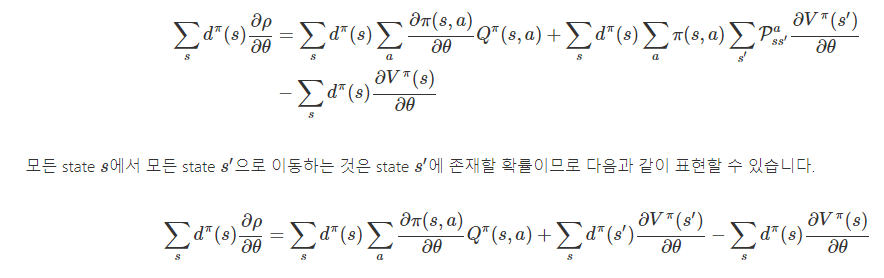 $$\sum_s d^\pi(s)\frac{\partial \rho}{\partial \theta} = \sum_s d^\pi(s)\sum_a \frac{\partial \pi(s,a)}{\partial \theta}Q^\pi(s,a) + \sum_s d^\pi(s)\sum_a \pi(s,a)\sum_{s'} \mathcal{P}^a_{ss'}\frac{\partial V^\pi(s')}{\partial \theta}$$
$$- \sum_s d^\pi(s)\frac{\partial V^\pi(s)}{\partial \theta}$$
모든 state $s$에서 모든 state $s'$으로 이동하는 것은 state $s'$에 존재할 확률이므로 다음과 같이 표현할 수 있습니다.
$$\sum_s d^\pi(s)\frac{\partial \rho}{\partial \theta} = \sum_s d^\pi(s)\sum_a \frac{\partial \pi(s,a)}{\partial \theta}Q^\pi(s,a) + \sum_s d^\pi(s')\frac{\partial V^\pi(s')}{\partial \theta} - \sum_s d^\pi(s)\frac{\partial V^\pi(s)}{\partial \theta}$$